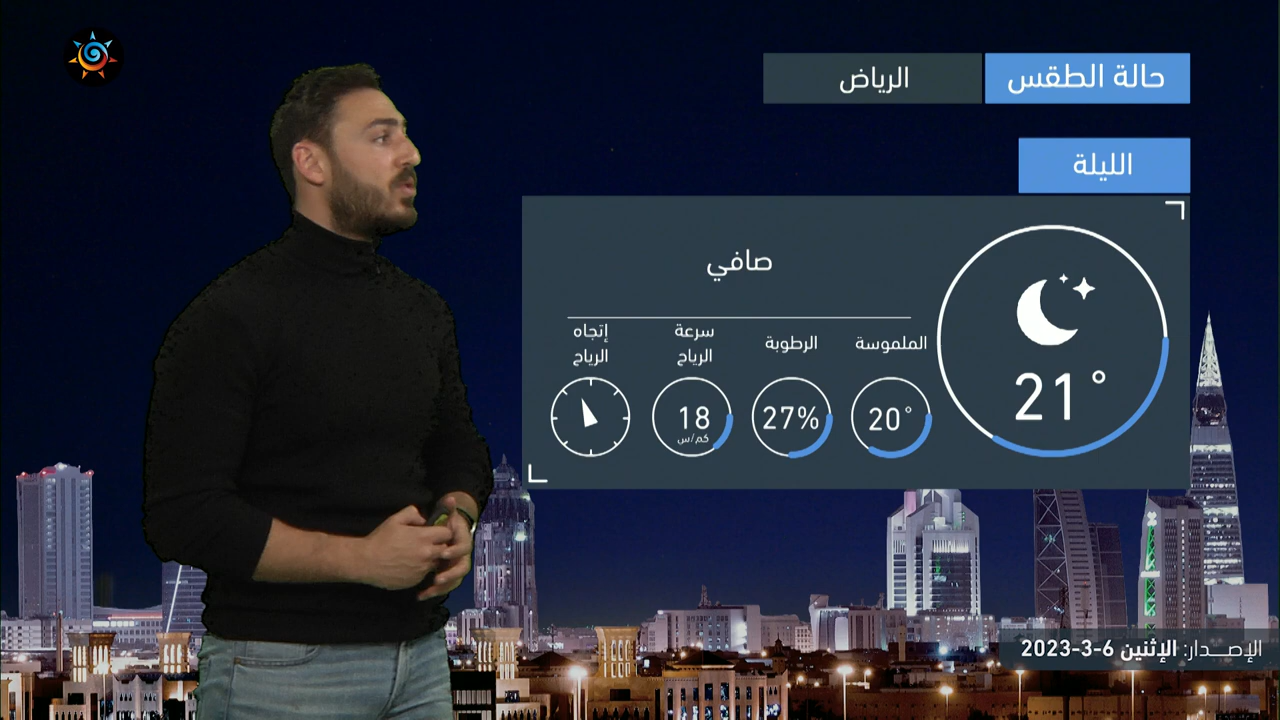 حالة الطقس
الرياض
الليلة
صافي
21°
الملموسة
20°
الرطوبة
27%
سرعة
الرياح
18
كم/س
إتجاه
الرياح
الإصدار: الإثنين 6-3-2023